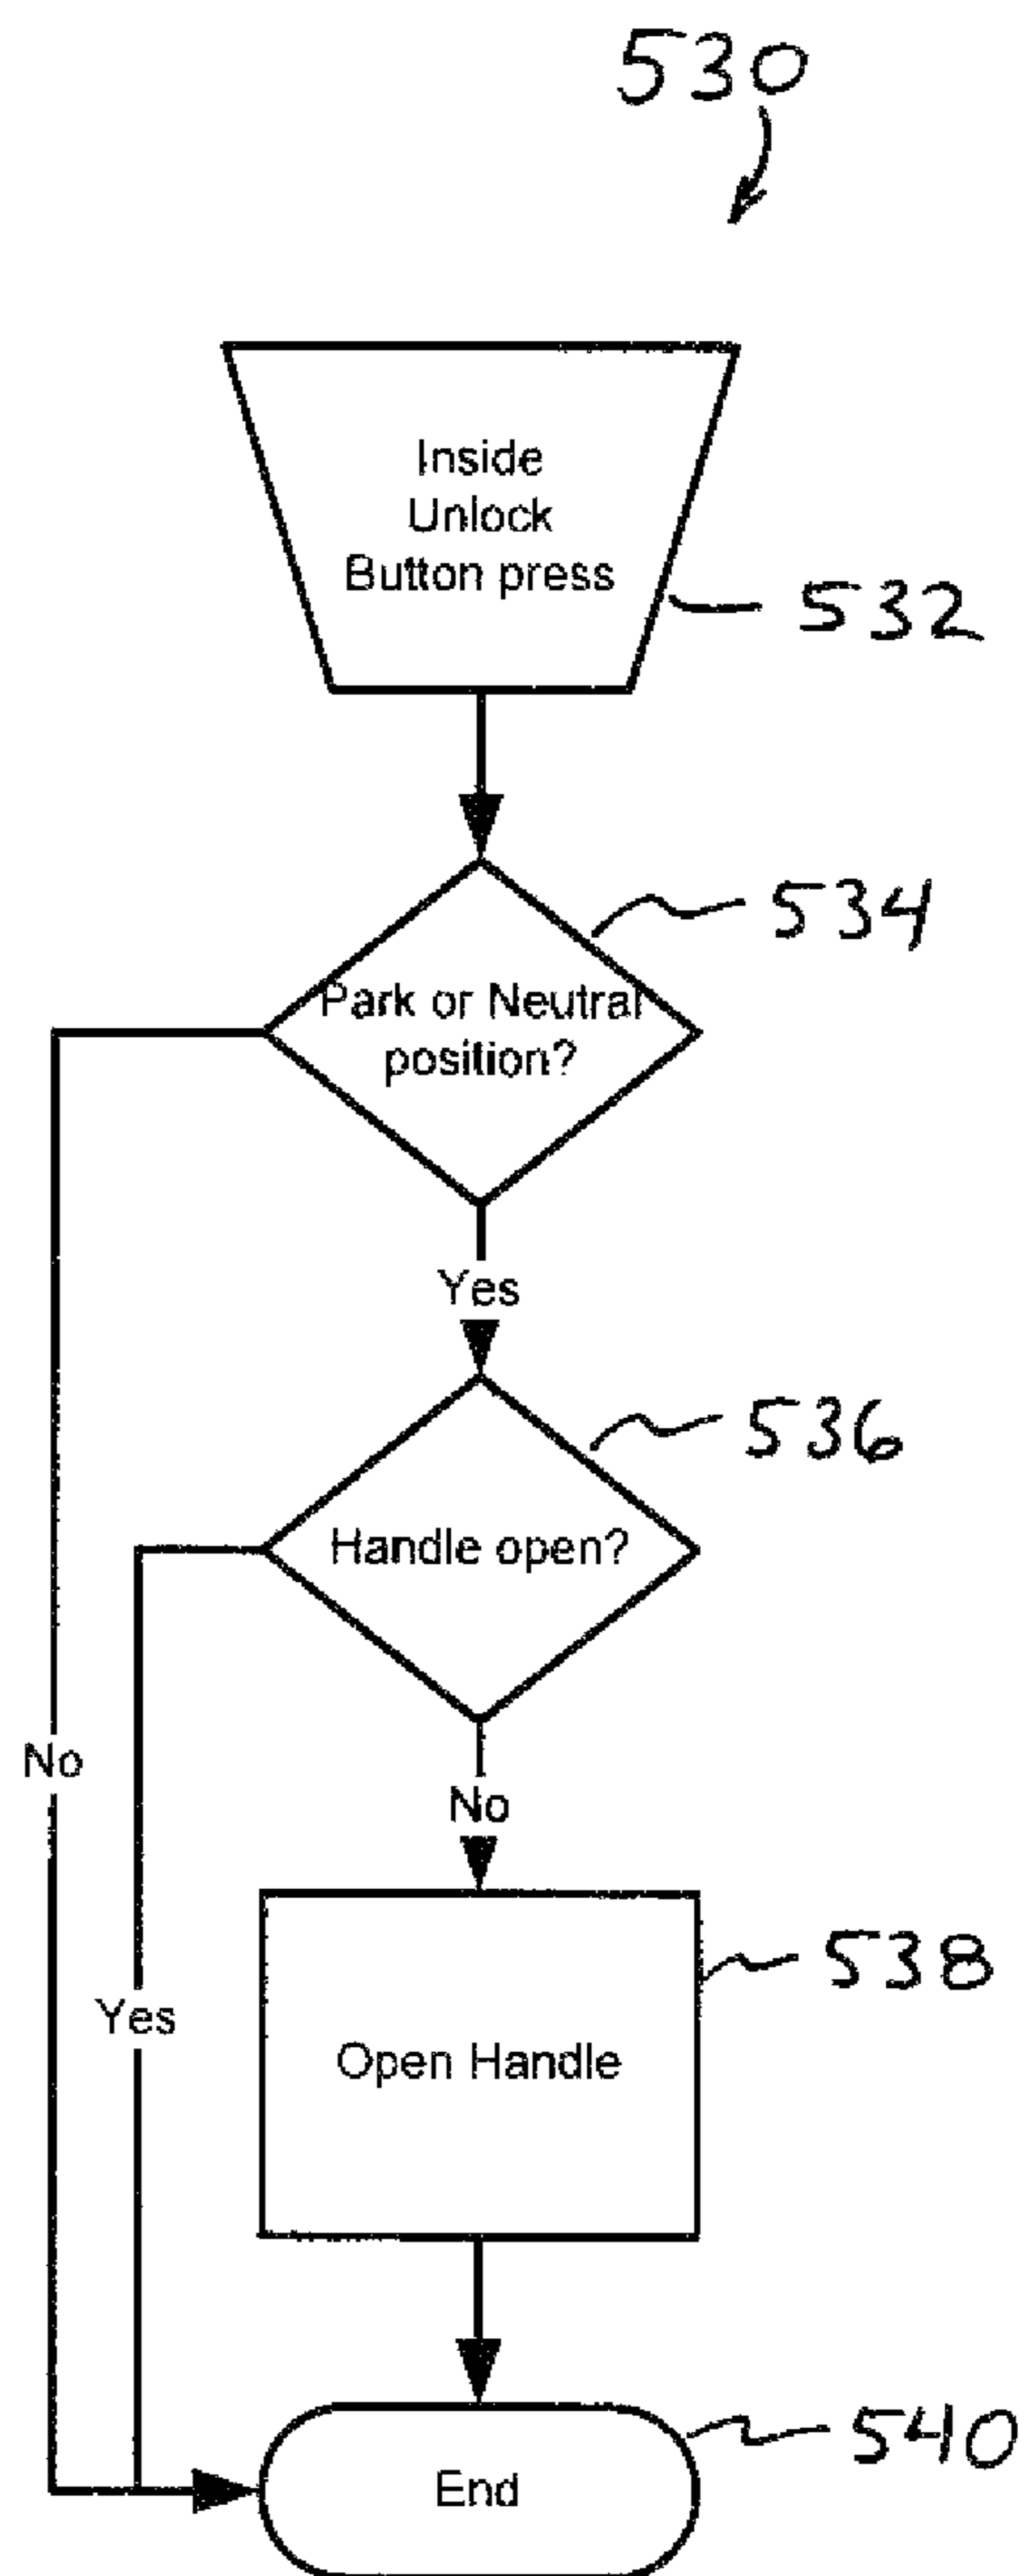 530
Inside
Unlock
Button press
532
534
Park or Neutral
position?
Yes
536
Handle open?
No
No
538
Yes
Open Handle
540
End